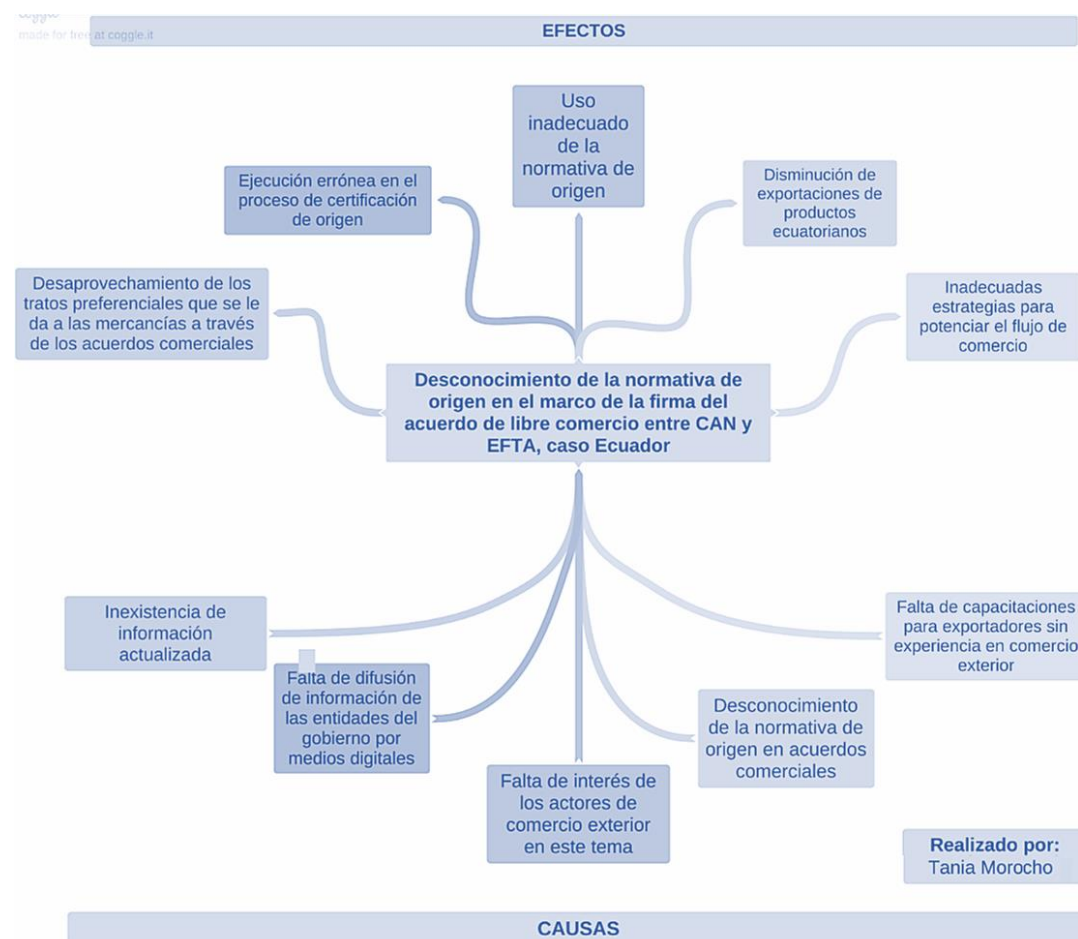 coggle
made for free at coggle.it
EFECTOS
Uso
inadecuado
de la
normativa de
origen
Ejecución errónea en el
proceso de certificación
de origen
Disminución de
exportaciones de
productos
ecuatorianos
Desaprovechamiento de los
tratos preferenciales que se le
da a las mercancías a través
de los acuerdos comerciales
Inadecuadas
estrategias para
potenciar el flujo de
comercio
Desconocimiento de la normativa de
origen en el marco de la firma del
acuerdo de libre comercio entre CAN y
EFTA, caso Ecuador
Inexistencia de
información
actualizada
Falta de capacitaciones
para exportadores sin
experiencia en comercio
exterior
Falta de difusión
de información de
las entidades del
gobierno por
medios digitales
Desconocimiento
de la normativa de
origen en acuerdos
comerciales
Falta de interés de
los actores de
comercio exterior
en este tema
Realizado por:
Tania Morocho
CAUSAS